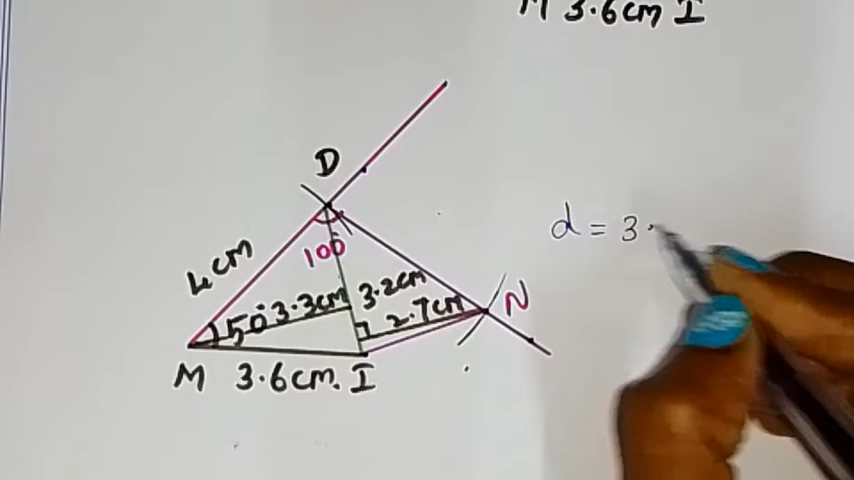 M 3.6cm I
D
d = 3.
4cm
100°
50°
3.3cm
3.2cm
2.7cm
N
M 3.6cm. I